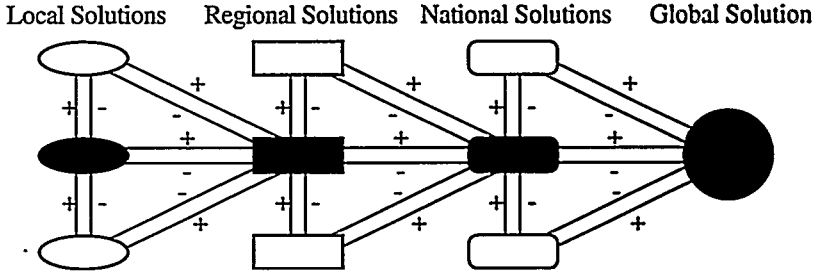 Local Solutions Regional Solutions National Solutions Global Solution
+ + +
+ - - + - - + - -
+ + +
- - -
- - -
+ - + + - + + - +